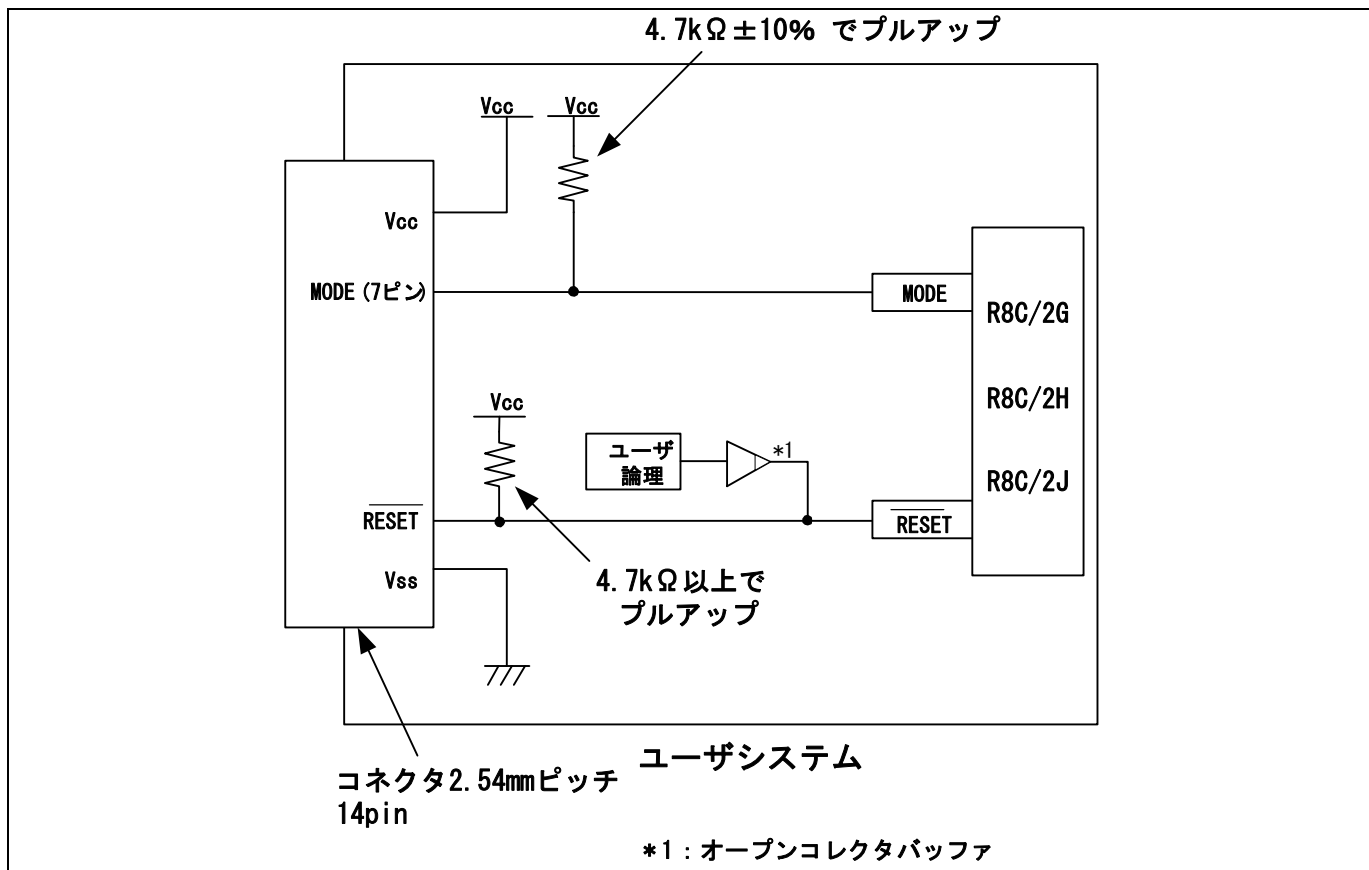 4.7kΩ±10% でプルアップ
Vcc
Vcc
Vcc
MODE(7ピン)
MODE
R8C/2G
R8C/2H
R8C/2J
Vcc
ユーザ
論理
*1
RESET
RESET
Vss
4.7kΩ以上で
プルアップ
ユーザシステム
コネクタ2.54mmピッチ
14pin
*1:オープンコレクタバッファ